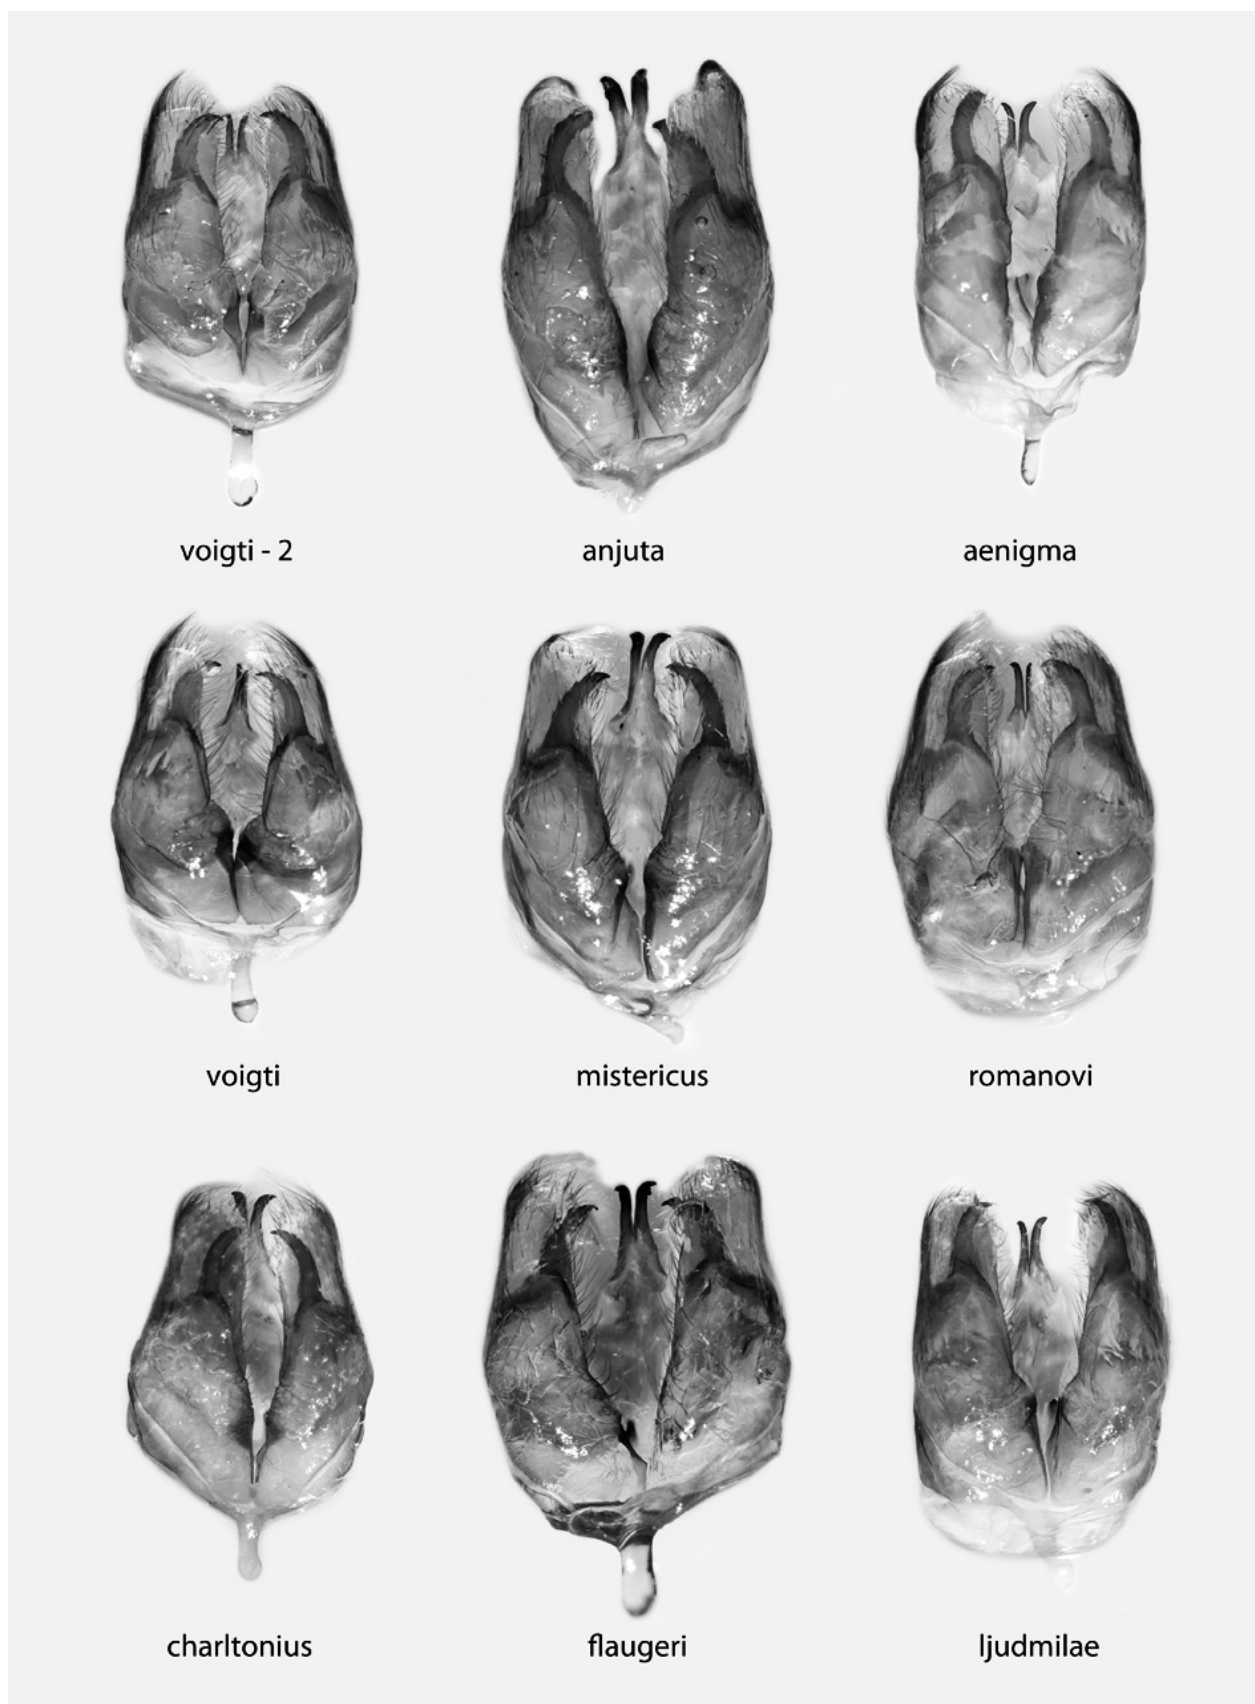 voigti - 2
anjuta
aenigma
voigti
mistericus
romanovi
charltonius
flaugeri
ljudmilae